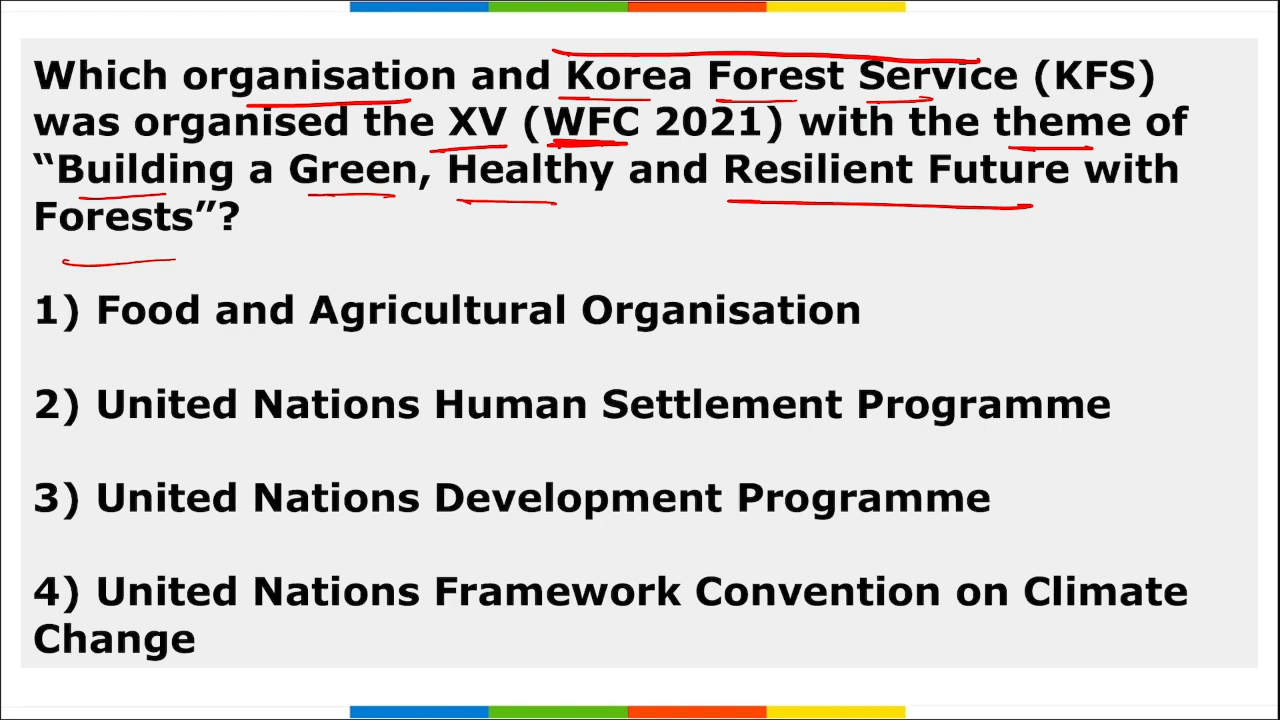 Which organisation and Korea Forest Service (KFS)
was organised the XV (WFC 2021) with the theme of
“Building a Green, Healthy and Resilient Future with
Forests”?
1) Food and Agricultural Organisation
2) United Nations Human Settlement Programme
3) United Nations Development Programme
4) United Nations Framework Convention on Climate
Change